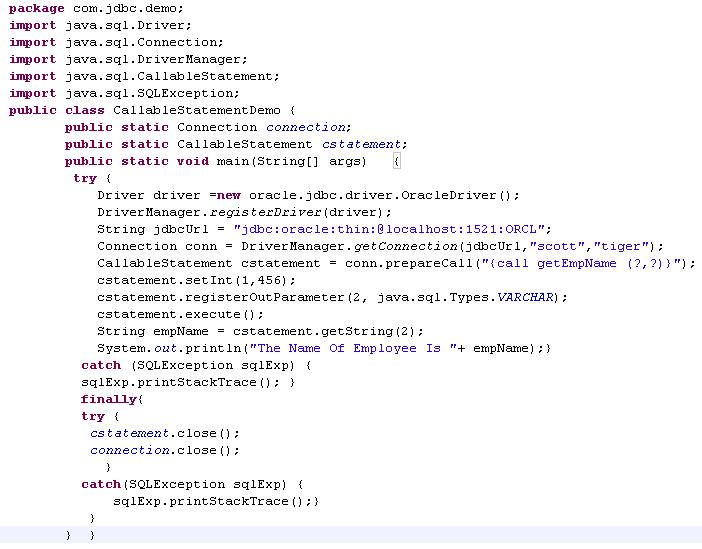 package com.jdbc.demo;
import java.sql.Driver;
import java.sql.Connection;
import java.sql.DriverManager;
import java.sql.CallableStatement;
import java.sql.SQLException;
public class CallableStatementDemo {
public static Connection connection;
public static CallableStatement cstatement;
public static void main(String[] args)   {
try {
Driver driver =new oracle.jdbc.driver.OracleDriver();
DriverManager.registerDriver(driver);
String jdbcUrl = "jdbc:oracle:thin:@localhost:1521:ORCL";
Connection conn = DriverManager.getConnection(jdbcUrl,"scott","tiger");
CallableStatement cstatement = conn.prepareCall("{call getEmpName (?,?)}");
cstatement.setInt(1,456);
cstatement.registerOutParameter(2, java.sql.Types.VARCHAR);
cstatement.execute();
String empName = cstatement.getString(2);
System.out.println("The Name Of Employee Is "+ empName);}
catch (SQLException sqlExp) {
sqlExp.printStackTrace(); }
finally{
try {
cstatement.close();
connection.close();
}
catch(SQLException sqlExp) {
sqlExp.printStackTrace();}
}
}  }